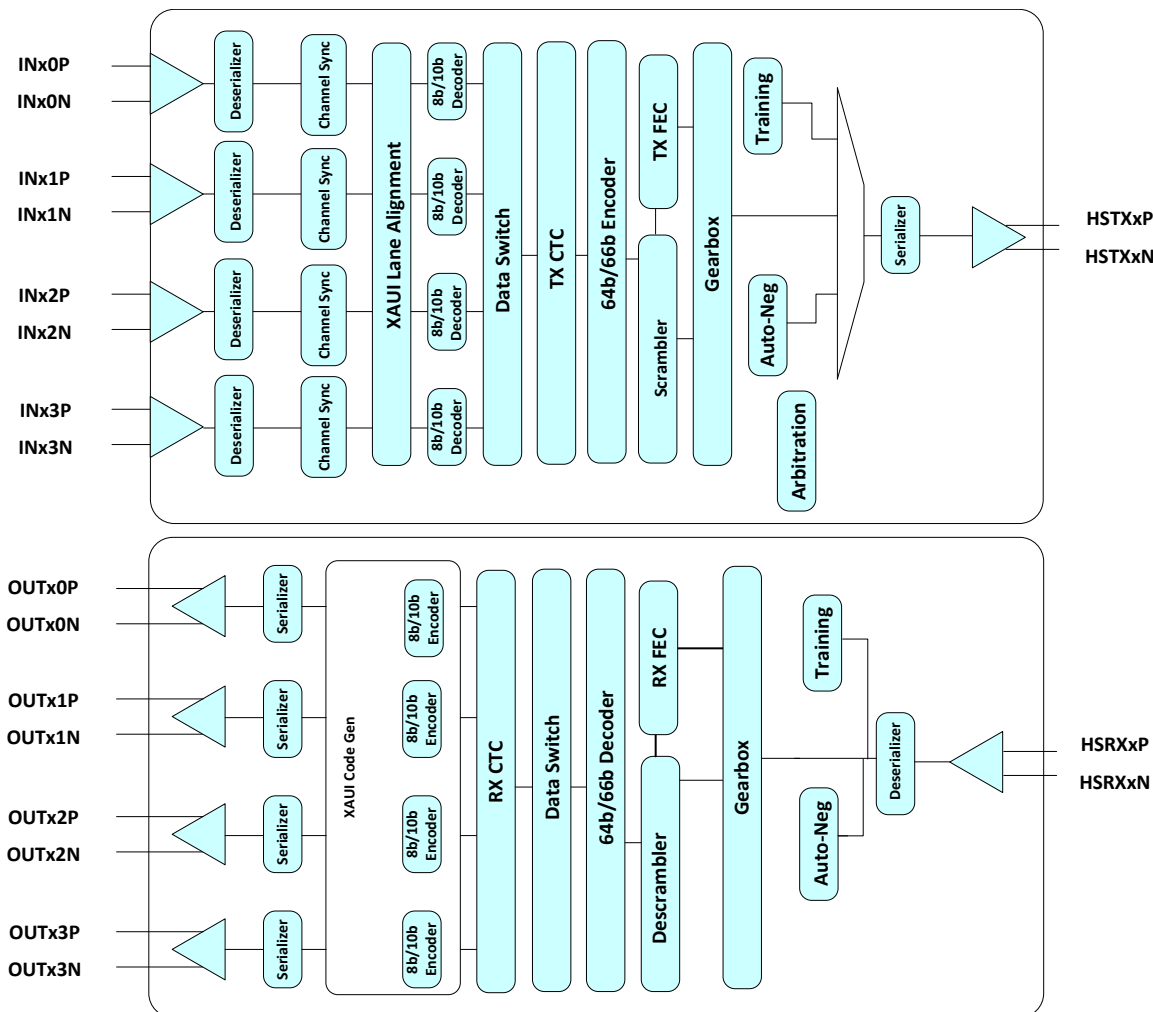 INx0P
INx0N
INx1P
INx1N
INx2P
INx2N
INx3P
INx3N
Deserializer
Deserializer
Deserializer
Deserializer
Channel Sync
Channel Sync
Channel Sync
Channel Sync
XAUI Lane Alignment
8b/10b
Decoder
8b/10b
Decoder
8b/10b
Decoder
8b/10b
Decoder
Data Switch
TX CTC
64b/66b Encoder
TX FEC
Scrambler
Gearbox
Training
Auto-Neg
Arbitration
Serializer
HSTXxP
HSTXxN
OUTx0P
OUTx0N
OUTx1P
OUTx1N
OUTx2P
OUTx2N
OUTx3P
OUTx3N
Serializer
Serializer
Serializer
Serializer
XAUI Code Gen
8b/10b
Encoder
8b/10b
Encoder
8b/10b
Encoder
8b/10b
Encoder
RX CTC
Data Switch
64b/66b Decoder
RX FEC
Descrambler
Gearbox
Training
Auto-Neg
Deserializer
HSRXxP
HSRXxN